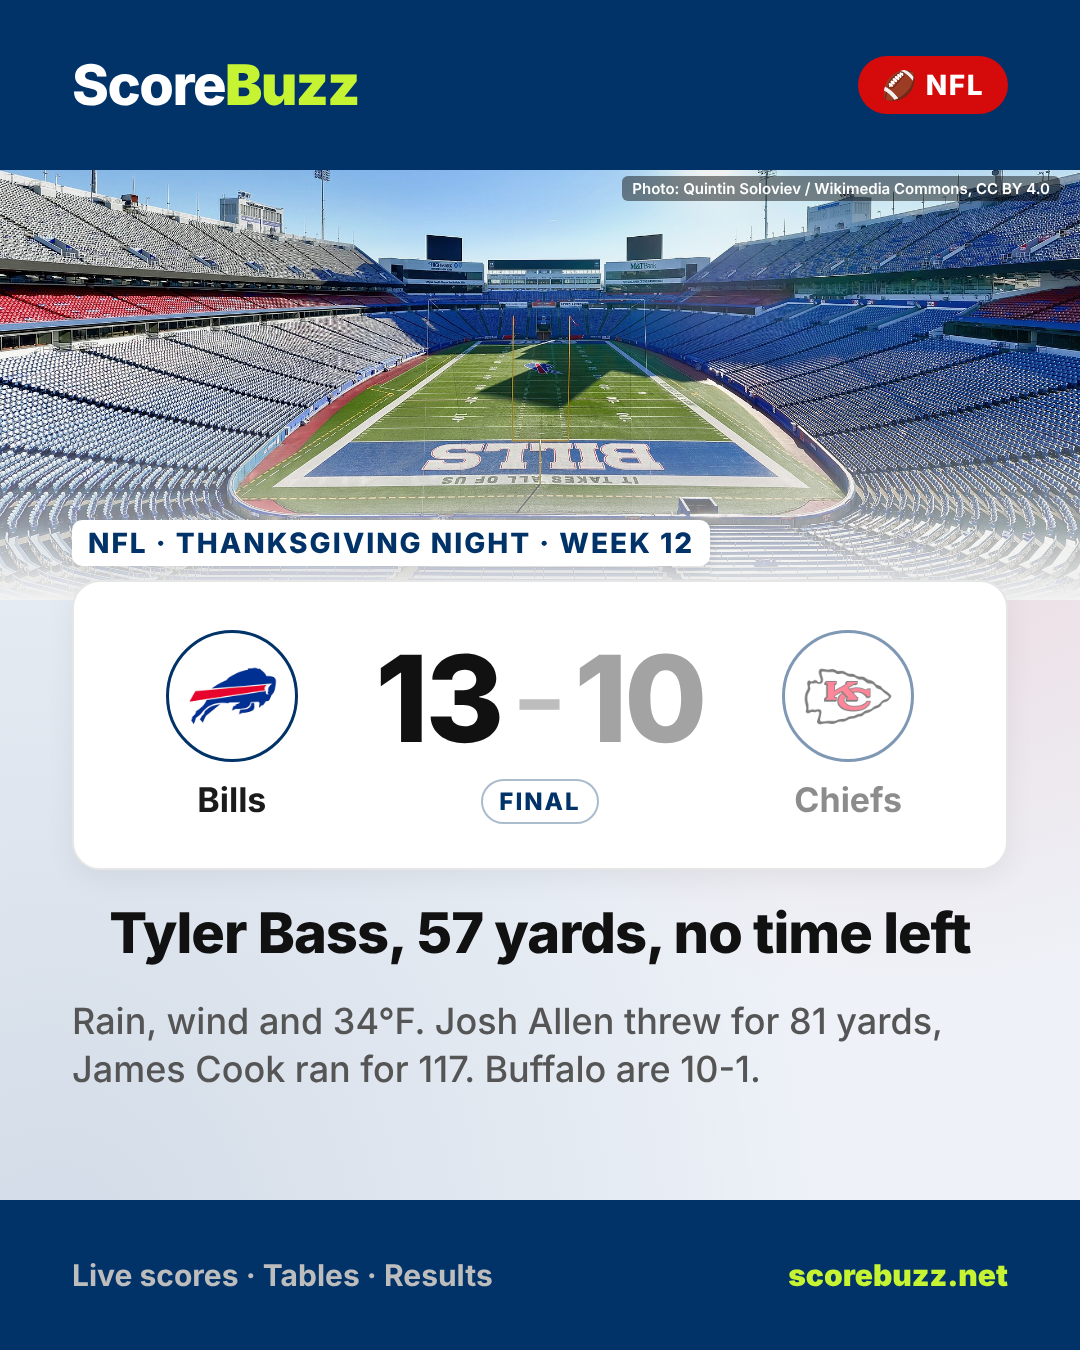 ScoreBuzz
🏈 NFL
Photo: Quintin Soloviev / Wikimedia Commons, CC BY 4.0
M&T Bank
BILLS
IT TAKES ALL OF US
NFL · THANKSGIVING NIGHT · WEEK 12
13 - 10
KC
Bills
FINAL
Chiefs
Tyler Bass, 57 yards, no time left
Rain, wind and 34°F. Josh Allen threw for 81 yards,
James Cook ran for 117. Buffalo are 10-1.
Live scores · Tables · Results
scorebuzz.net